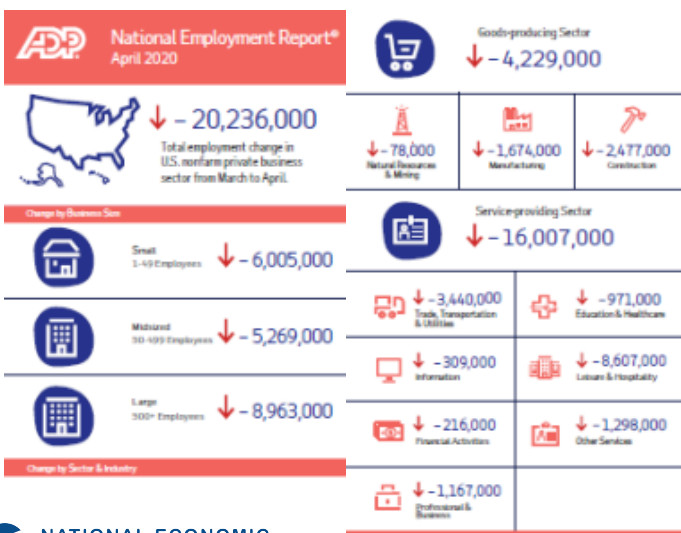 ADP
National Employment Report®
April 2020
- 20,236,000
Total employment change in
U.S. nonfarm private business
sector from March to April.
Change by Business Size
Small
1-49 Employees
- 6,005,000
Midsized
50-499 Employees
- 5,269,000
Large
500+ Employees
- 8,963,000
Change by Sector & Industry
NATIONAL ECONOMIC
Goods-producing Sector
- 4,229,000
-78,000
Natural Resources
& Mining
-1,674,000
Manufacturing
-2,477,000
Construction
Service-providing Sector
- 16,007,000
-3,440,000
Trade, Transportation
& Utilities
-971,000
Education & Healthcare
-309,000
Information
-8,607,000
Leisure & Hospitality
-216,000
Financial Activities
-1,298,000
Other Services
-1,167,000
Professional &
Business